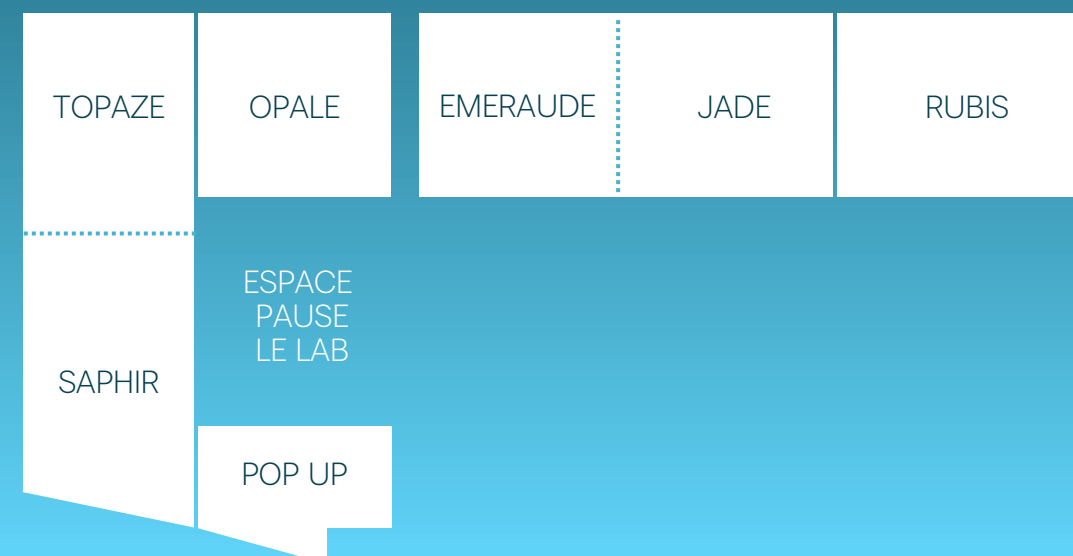 TOPAZE
OPALE
EMERAUDE
JADE
RUBIS
ESPACE
PAUSE
LE LAB
SAPHIR
POP UP